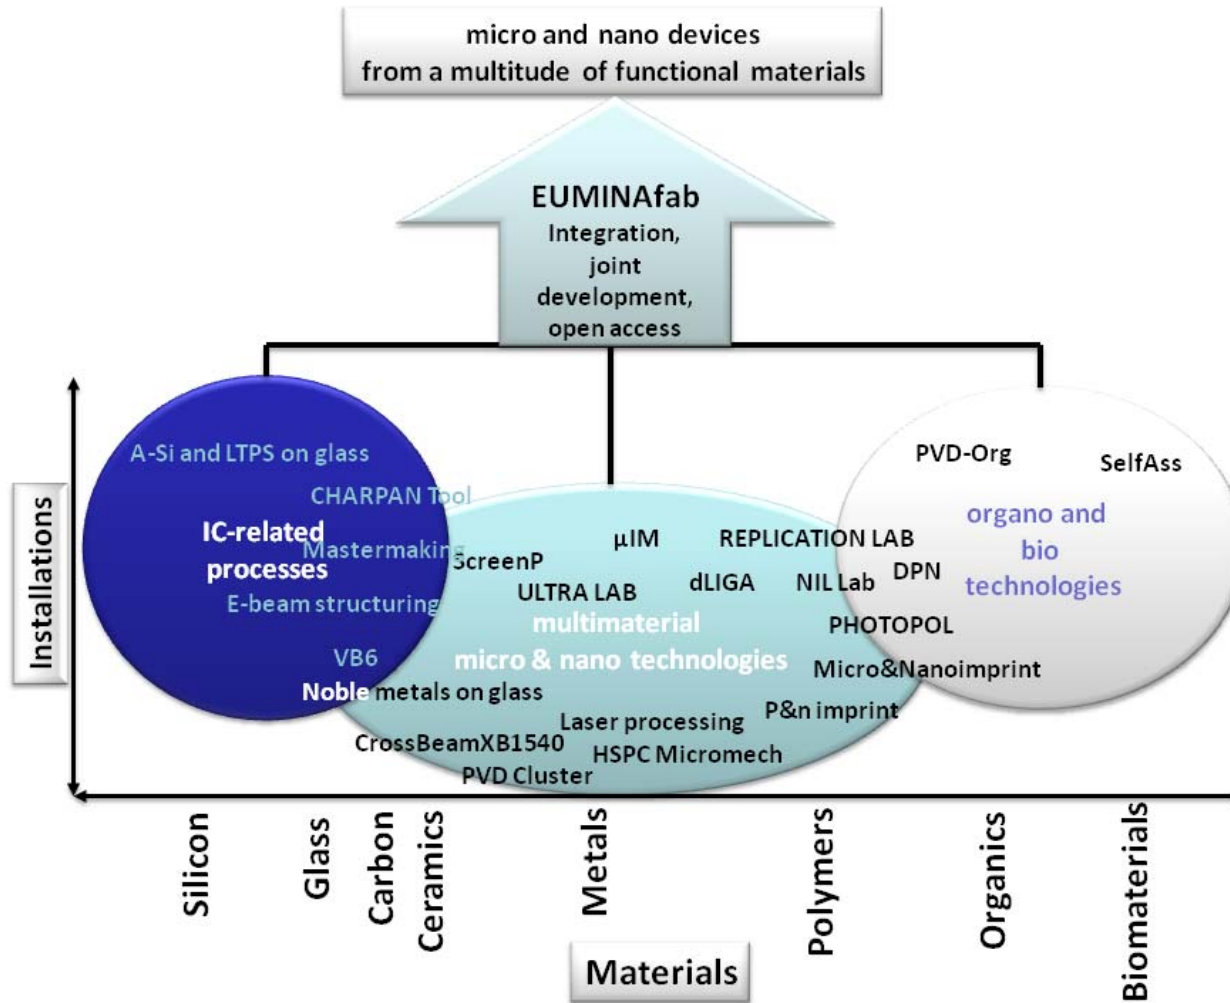 micro and nano devices
from a multitude of functional materials
EUMINAfab
Integration,
joint
development,
open access
Installations
A-Si and LTPS on glass
CHARPAN Tool
IC-related
processes
Mastermaking
E-beam structuring
VB6
Noble metals on glass
ScreenP
µIM
REPLICATION LAB
ULTRA LAB
dLIGA
NIL Lab
DPN
multimaterial
micro & nano technologies
PHOTOPOL
Micro&Nanoimprint
P&n imprint
Laser processing
CrossBeamXB1540
HSPC Micromech
PVD Cluster
PVD-Org
SelfAss
organo and
bio
technologies
Silicon
Glass
Carbon
Ceramics
Metals
Polymers
Organics
Biomaterials
Materials